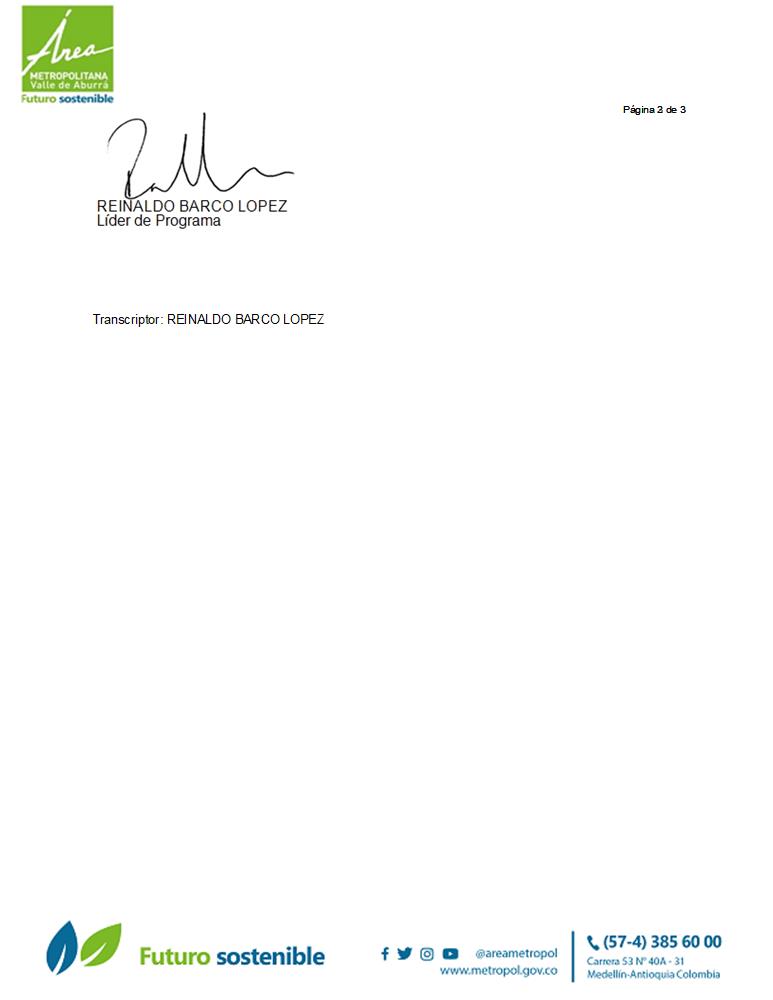 Área
METROPOLITANA
Valle de Aburrá
Futuro sostenible
Página 2 de 3
REINALDO BARCO LOPEZ
Líder de Programa
Transcriptor: REINALDO BARCO LOPEZ
Futuro sostenible
@areametropol
www.metropol.gov.co
(57-4) 385 60 00
Carrera 53 N° 40A - 31
Medellín-Antioquia Colombia